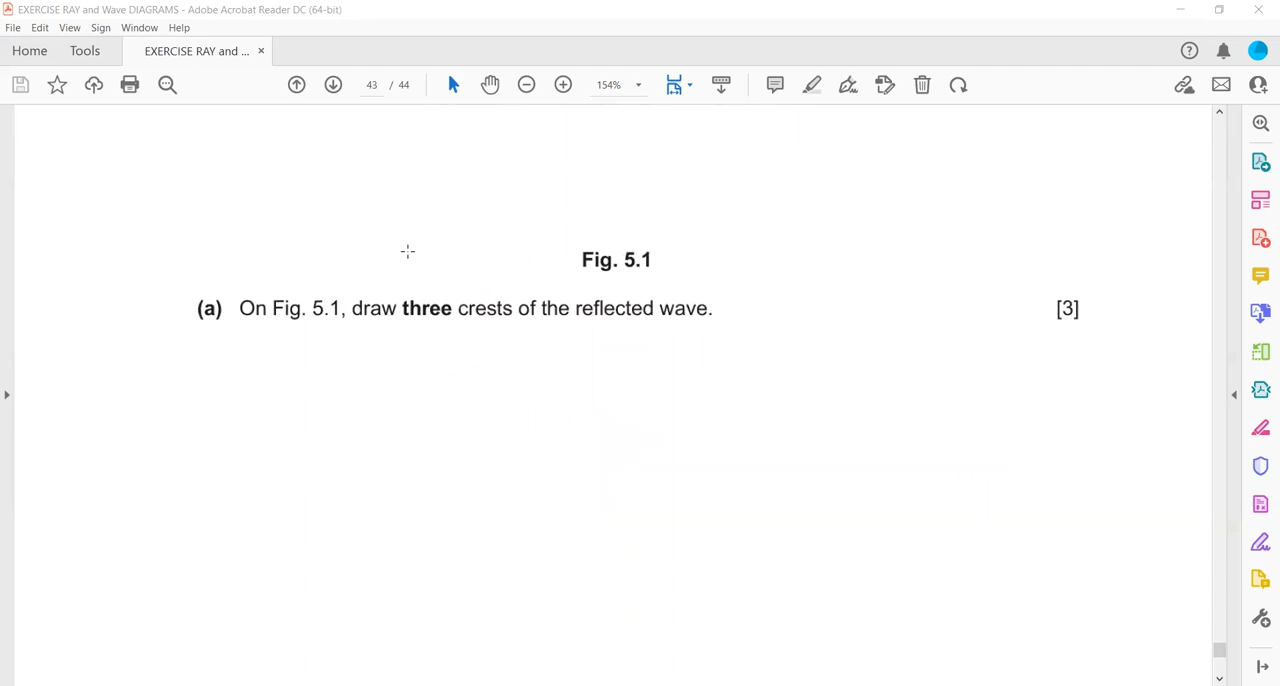 EXERCISE RAY and Wave DIAGRAMS - Adobe Acrobat Reader DC (64-bit)
File Edit View Sign Window Help
Home Tools EXERCISE RAY and ... ×
43 / 44 154%
Fig. 5.1
(a) On Fig. 5.1, draw three crests of the reflected wave. [3]